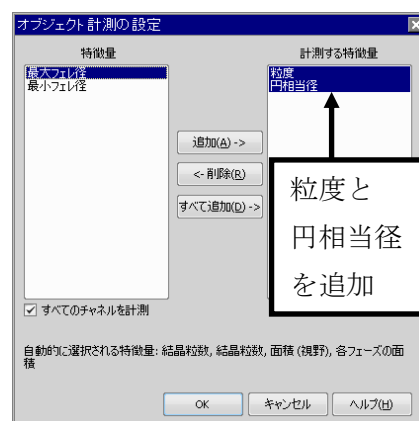 オブジェクト計測の設定
特徴量
計測する特徴量
最大フェレ径
最小フェレ径
粒度
円相当径
追加(A) ->
<- 削除(R)
すべて追加(D) ->
粒度と
円相当径
を追加
すべてのチャネルを計測
自動的に選択される特徴量: 結晶粒数, 結晶粒数, 面積 (視野), 各フェーズの面
積
OK
キャンセル
ヘルプ(H)